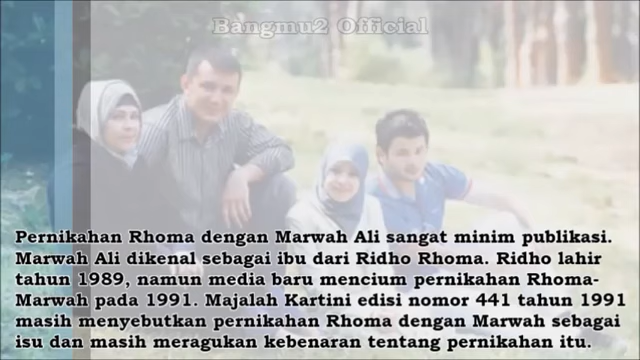 Bangmu2 Official
Pernikahan Rhoma dengan Marwah Ali sangat minim publikasi.
Marwah Ali dikenal sebagai ibu dari Ridho Rhoma. Ridho lahir
tahun 1989, namun media baru mencium pernikahan Rhoma-
Marwah pada 1991. Majalah Kartini edisi nomor 441 tahun 1991
masih menyebutkan pernikahan Rhoma dengan Marwah sebagai
isu dan masih meragukan kebenaran tentang pernikahan itu.